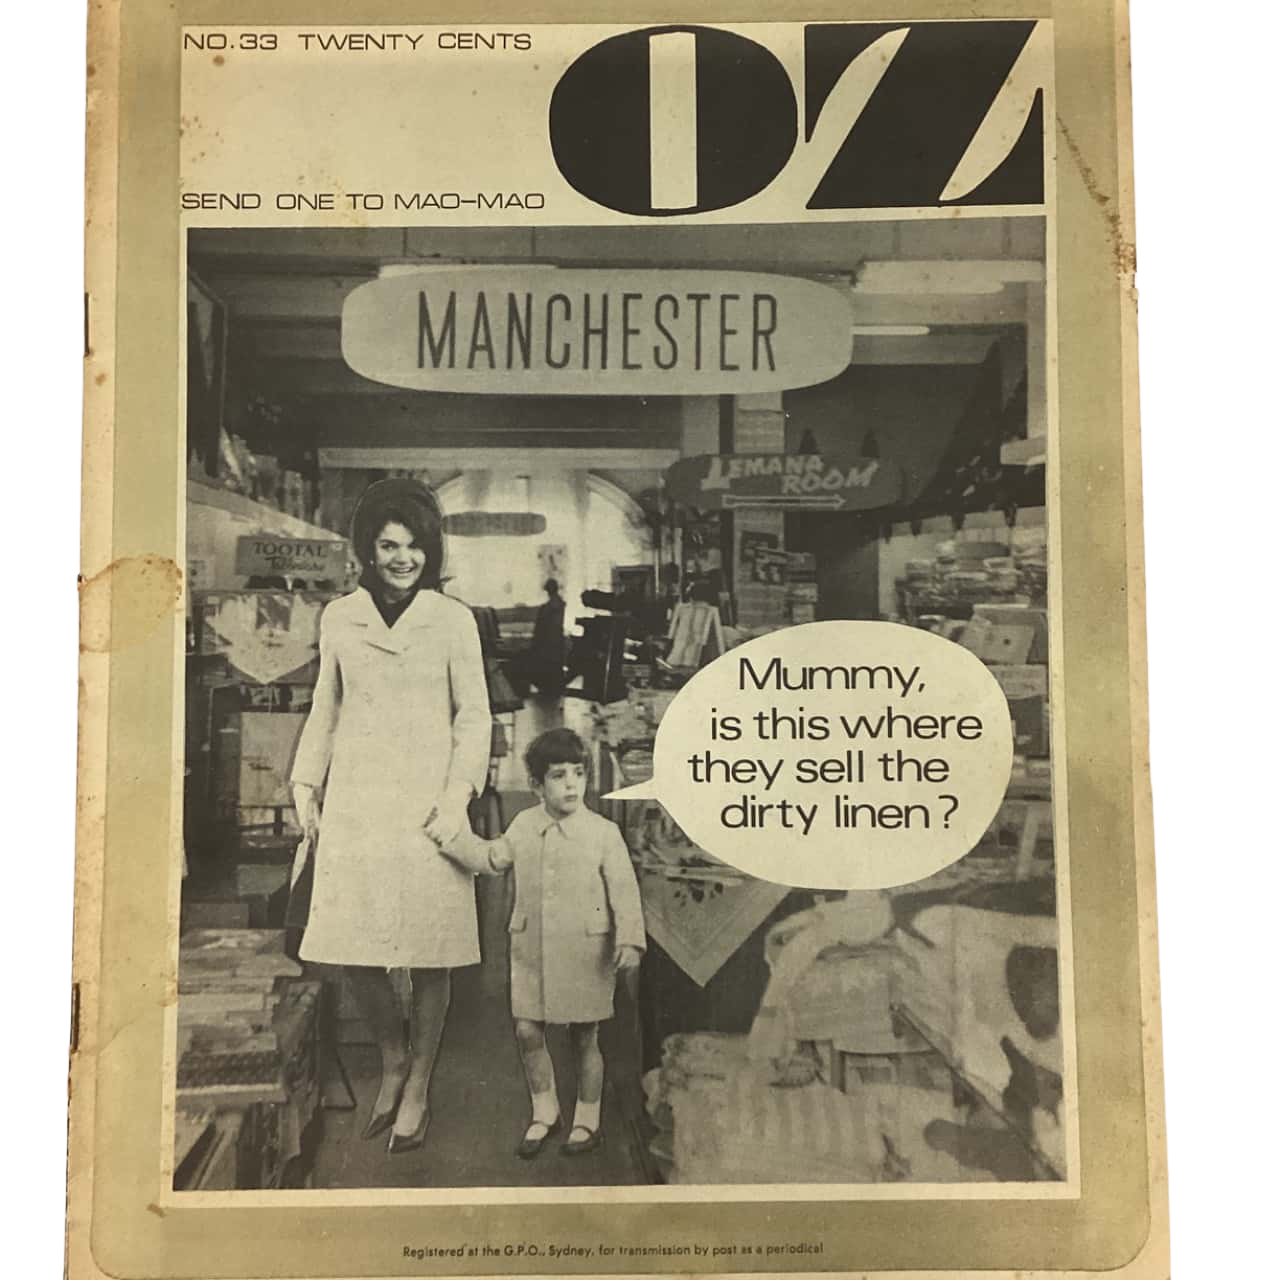 NO.33 TWENTY CENTS
OZ
SEND ONE TO MAO-MAO
MANCHESTER
LEMANA
ROOM
TOOTAL
Mummy,
is this where
they sell the
dirty linen?
Registered at the G.P.O., Sydney, for transmission by post as a periodical